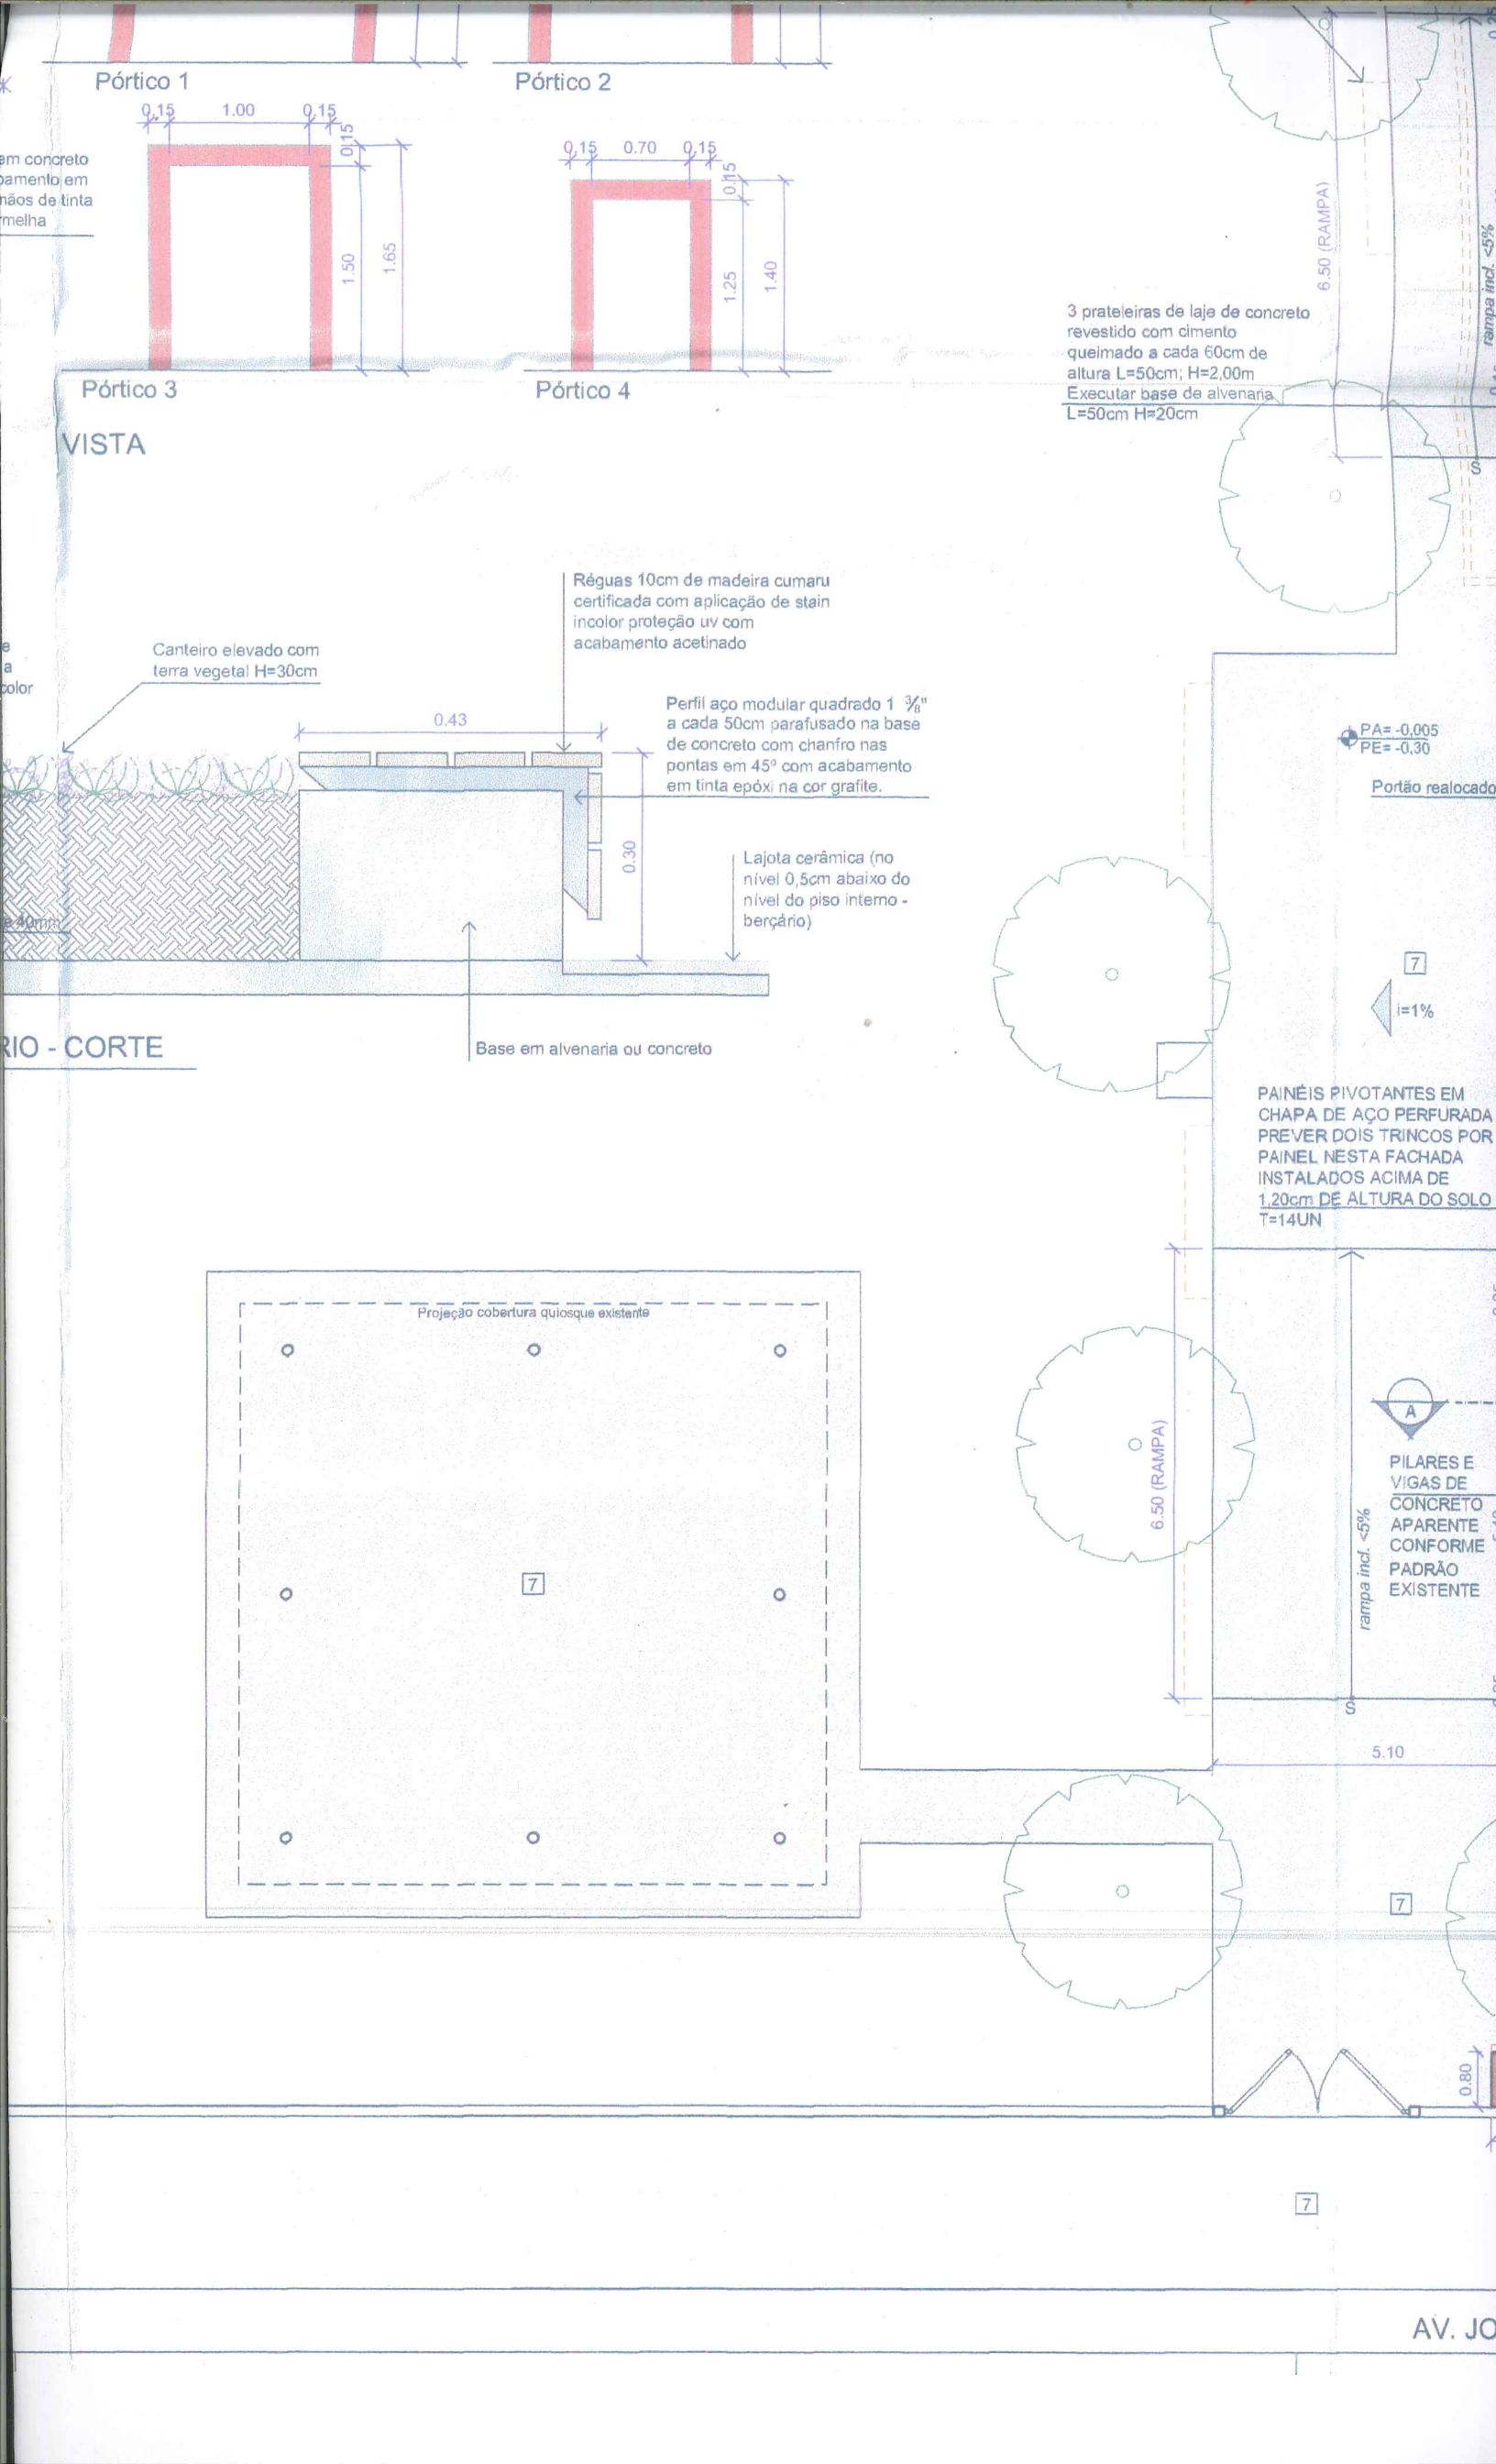 Pórtico 1
Pórtico 2
0,15 1.00 0,15
0,15
1.50
1.65
0,15 0.70 0,15
0.15
1.25
1.40
em concreto
mãos de tinta
Pórtico 3
Pórtico 4
VISTA
6.50 (RAMPA)
rampa incl. <5%
3 prateleiras de laje de concreto
revestido com cimento
queimado a cada 60cm de
altura L=50cm; H=2,00m
Executar base de alvenaria
L=50cm H=20cm
S
Réguas 10cm de madeira cumaru
certificada com aplicação de stain
incolor proteção uv com
acabamento acetinado
Canteiro elevado com
terra vegetal H=30cm
Perfil aço modular quadrado 1 3/8"
a cada 50cm parafusado na base
de concreto com chanfro nas
pontas em 45º com acabamento
em tinta epóxi na cor grafite.
0.43
0.30
Lajota cerâmica (no
nível 0,5cm abaixo do
nível do piso interno -
berçário)
40mm
RIO - CORTE
Base em alvenaria ou concreto
PA= -0,005
PE= -0,30
Portão realocado
7
i=1%
PAINÉIS PIVOTANTES EM
CHAPA DE AÇO PERFURADA
PREVER DOIS TRINCOS POR
PAINEL NESTA FACHADA
INSTALADOS ACIMA DE
1,20cm DE ALTURA DO SOLO
T=14UN
Projeção cobertura quiosque existente
7
6.50 (RAMPA)
rampa incl. <5%
A
PILARES E
VIGAS DE
CONCRETO
APARENTE
CONFORME
PADRÃO
EXISTENTE
S
5.10
7
0.80
7
AV. JO